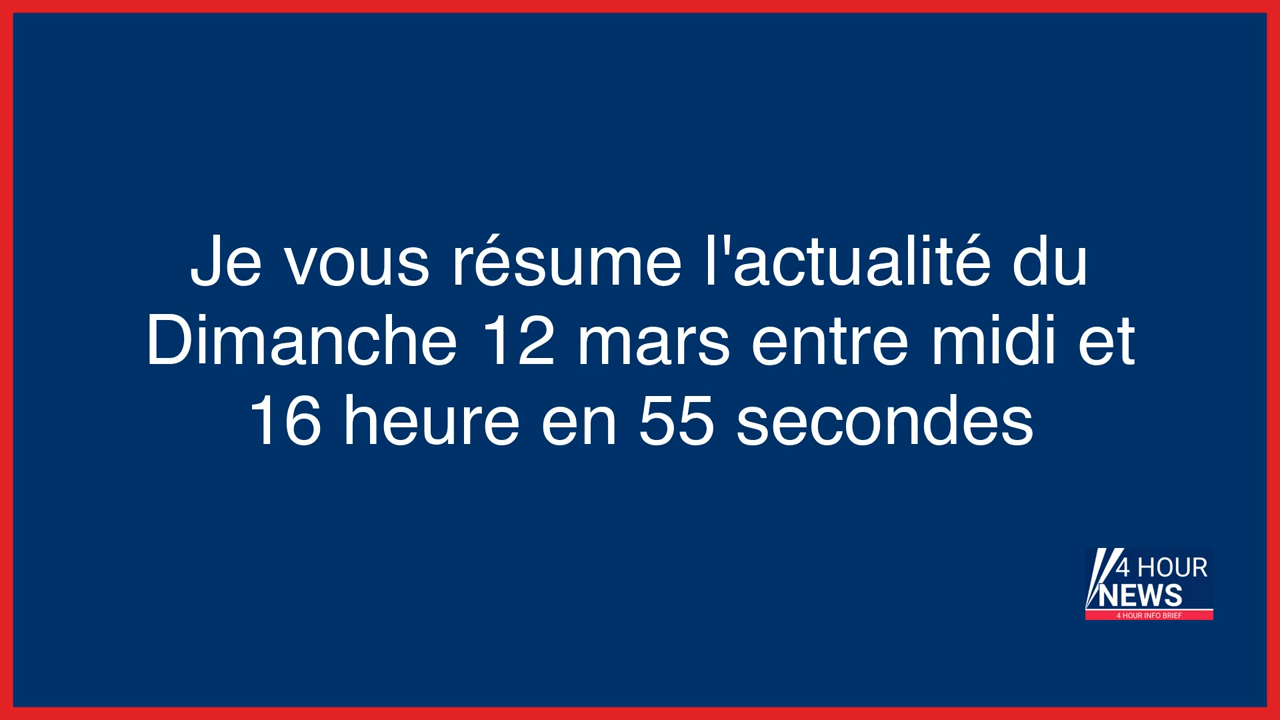 Je vous résume l'actualité du
Dimanche 12 mars entre midi et
16 heure en 55 secondes
4 HOUR
NEWS
4 HOUR INFO BRIEF